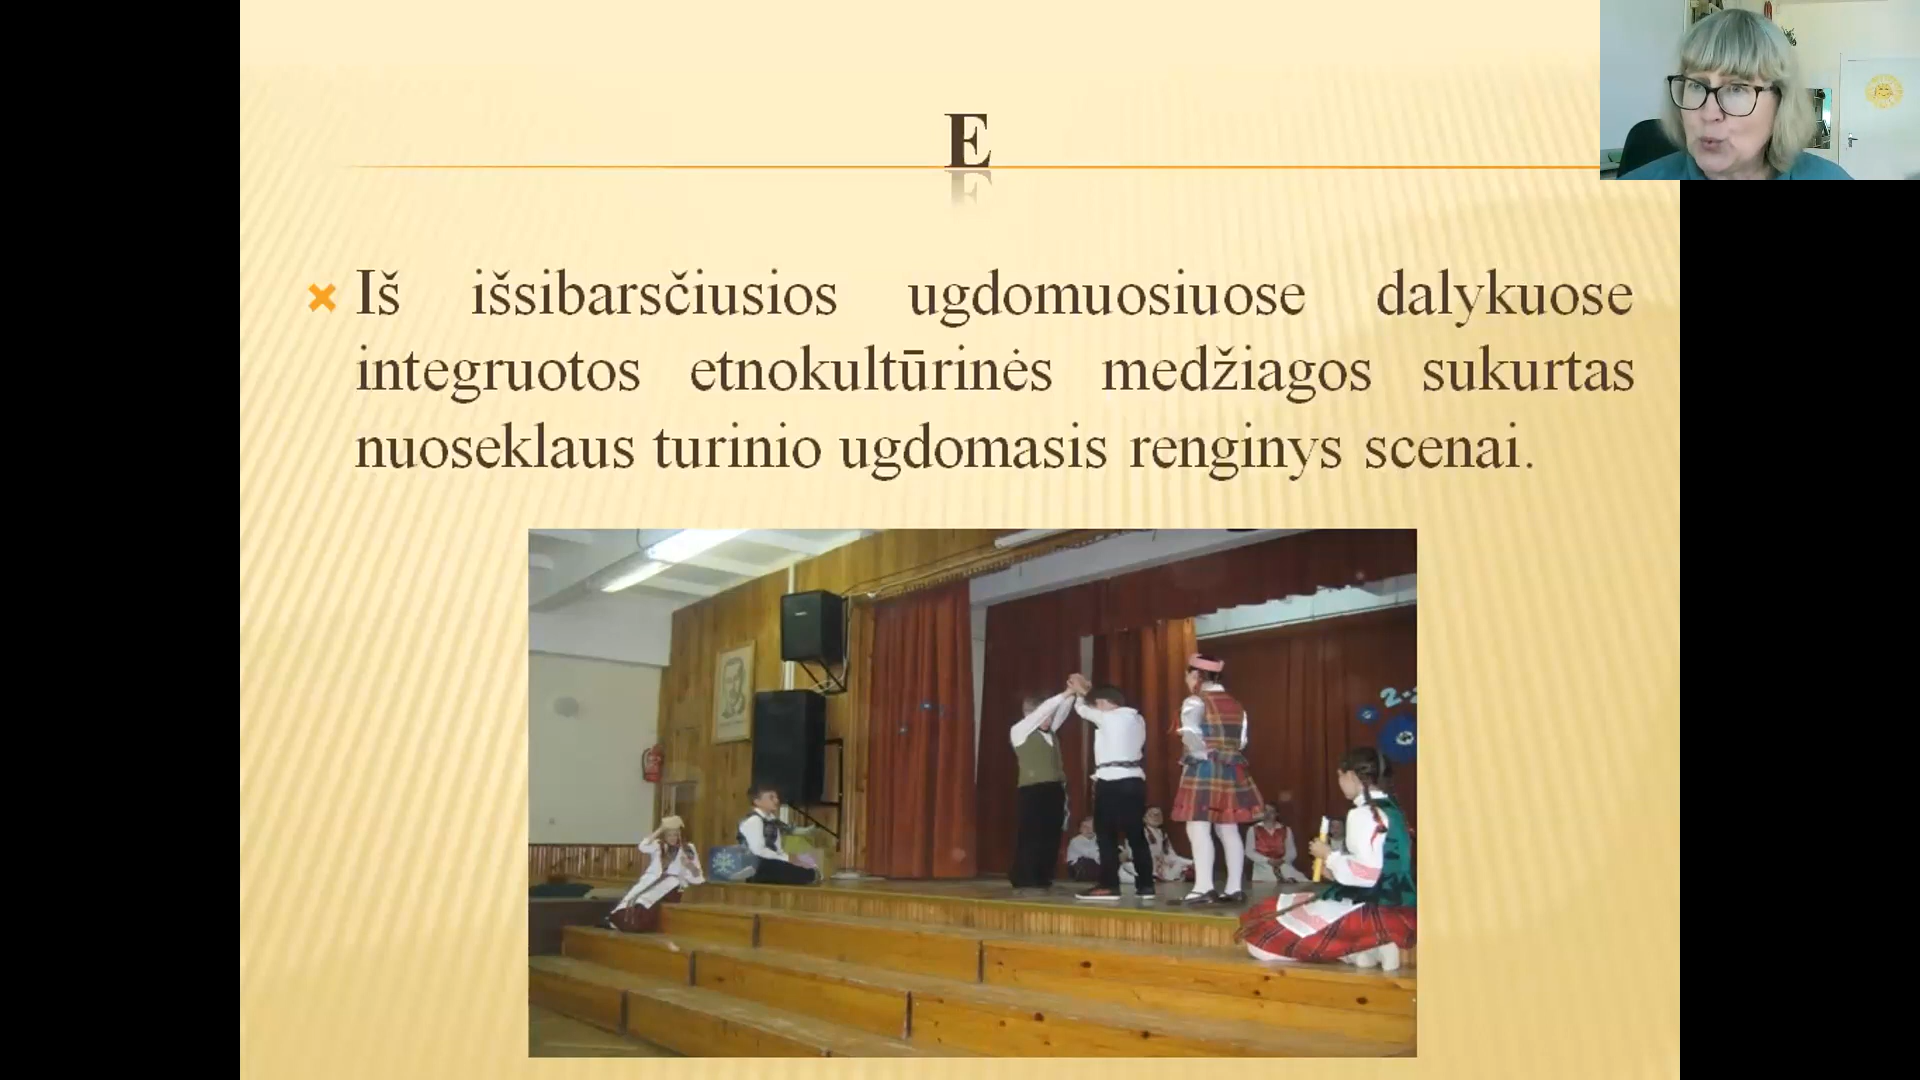 E
Iš išsibarsčiusios ugdomuosiuose dalykuose
integruotos etnokultūrinės medžiagos sukurtas
nuoseklaus turinio ugdomasis renginys scenai.